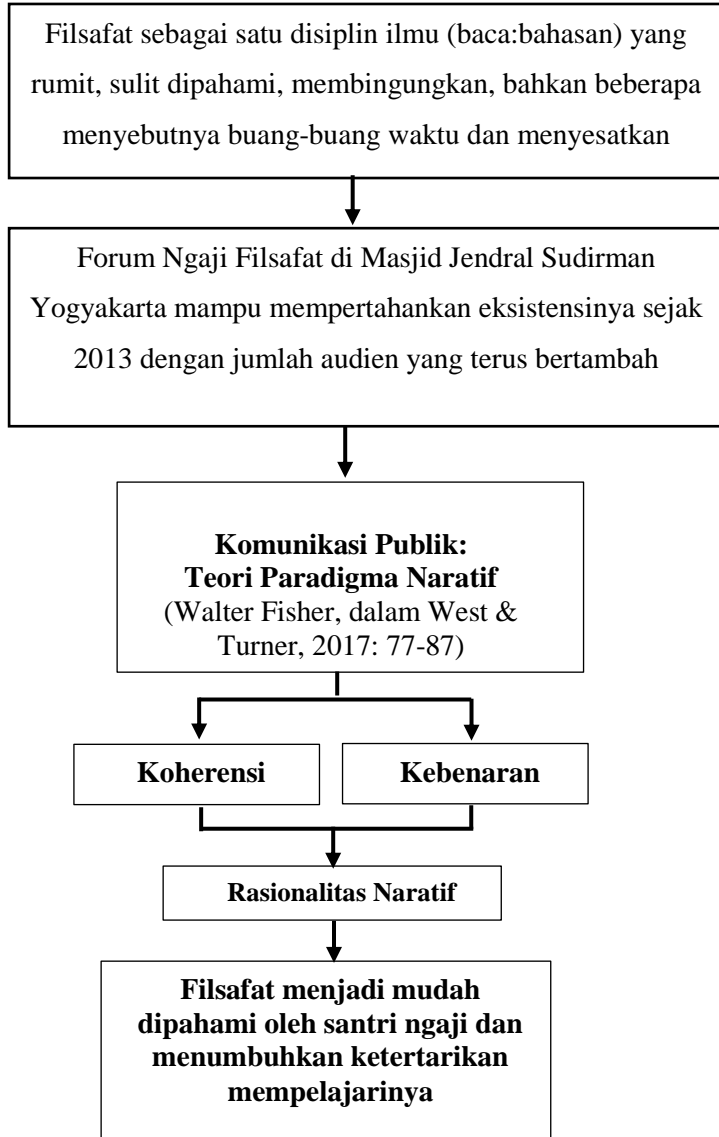 Filsafat sebagai satu disiplin ilmu (baca:bahasan) yang
rumit, sulit dipahami, membingungkan, bahkan beberapa
menyebutnya buang-buang waktu dan menyesatkan
Forum Ngaji Filsafat di Masjid Jendral Sudirman
Yogyakarta mampu mempertahankan eksistensinya sejak
2013 dengan jumlah audien yang terus bertambah
Komunikasi Publik:
Teori Paradigma Naratif
(Walter Fisher, dalam West &
Turner, 2017: 77-87)
Koherensi
Kebenaran
Rasionalitas Naratif
Filsafat menjadi mudah
dipahami oleh santri ngaji dan
menumbuhkan ketertarikan
mempelajarinya